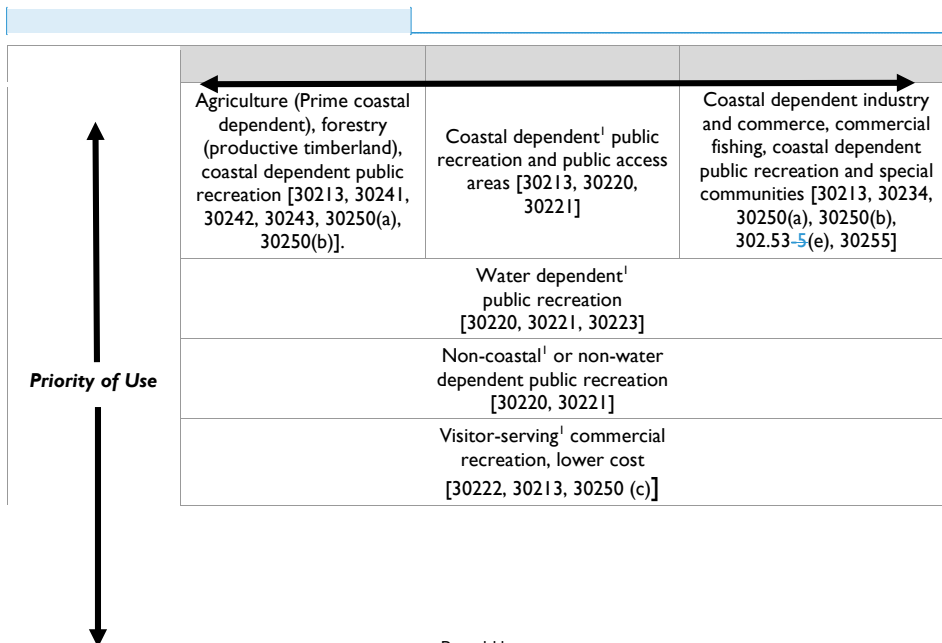 Agriculture (Prime coastal
dependent), forestry
(productive timberland),
coastal dependent public
recreation [30213, 30241,
30242, 30243, 30250(a),
30250(b)].
Coastal dependent¹ public
recreation and public access
areas [30213, 30220,
30221]
Coastal dependent industry
and commerce, commercial
fishing, coastal dependent
public recreation and special
communities [30213, 30234,
30250(a), 30250(b),
302.53-5(e), 30255]
Water dependent¹
public recreation
[30220, 30221, 30223]
Priority of Use
Non-coastal¹ or non-water
dependent public recreation
[30220, 30221]
Visitor-serving¹ commercial
recreation, lower cost
[30222, 30213, 30250 (c)]